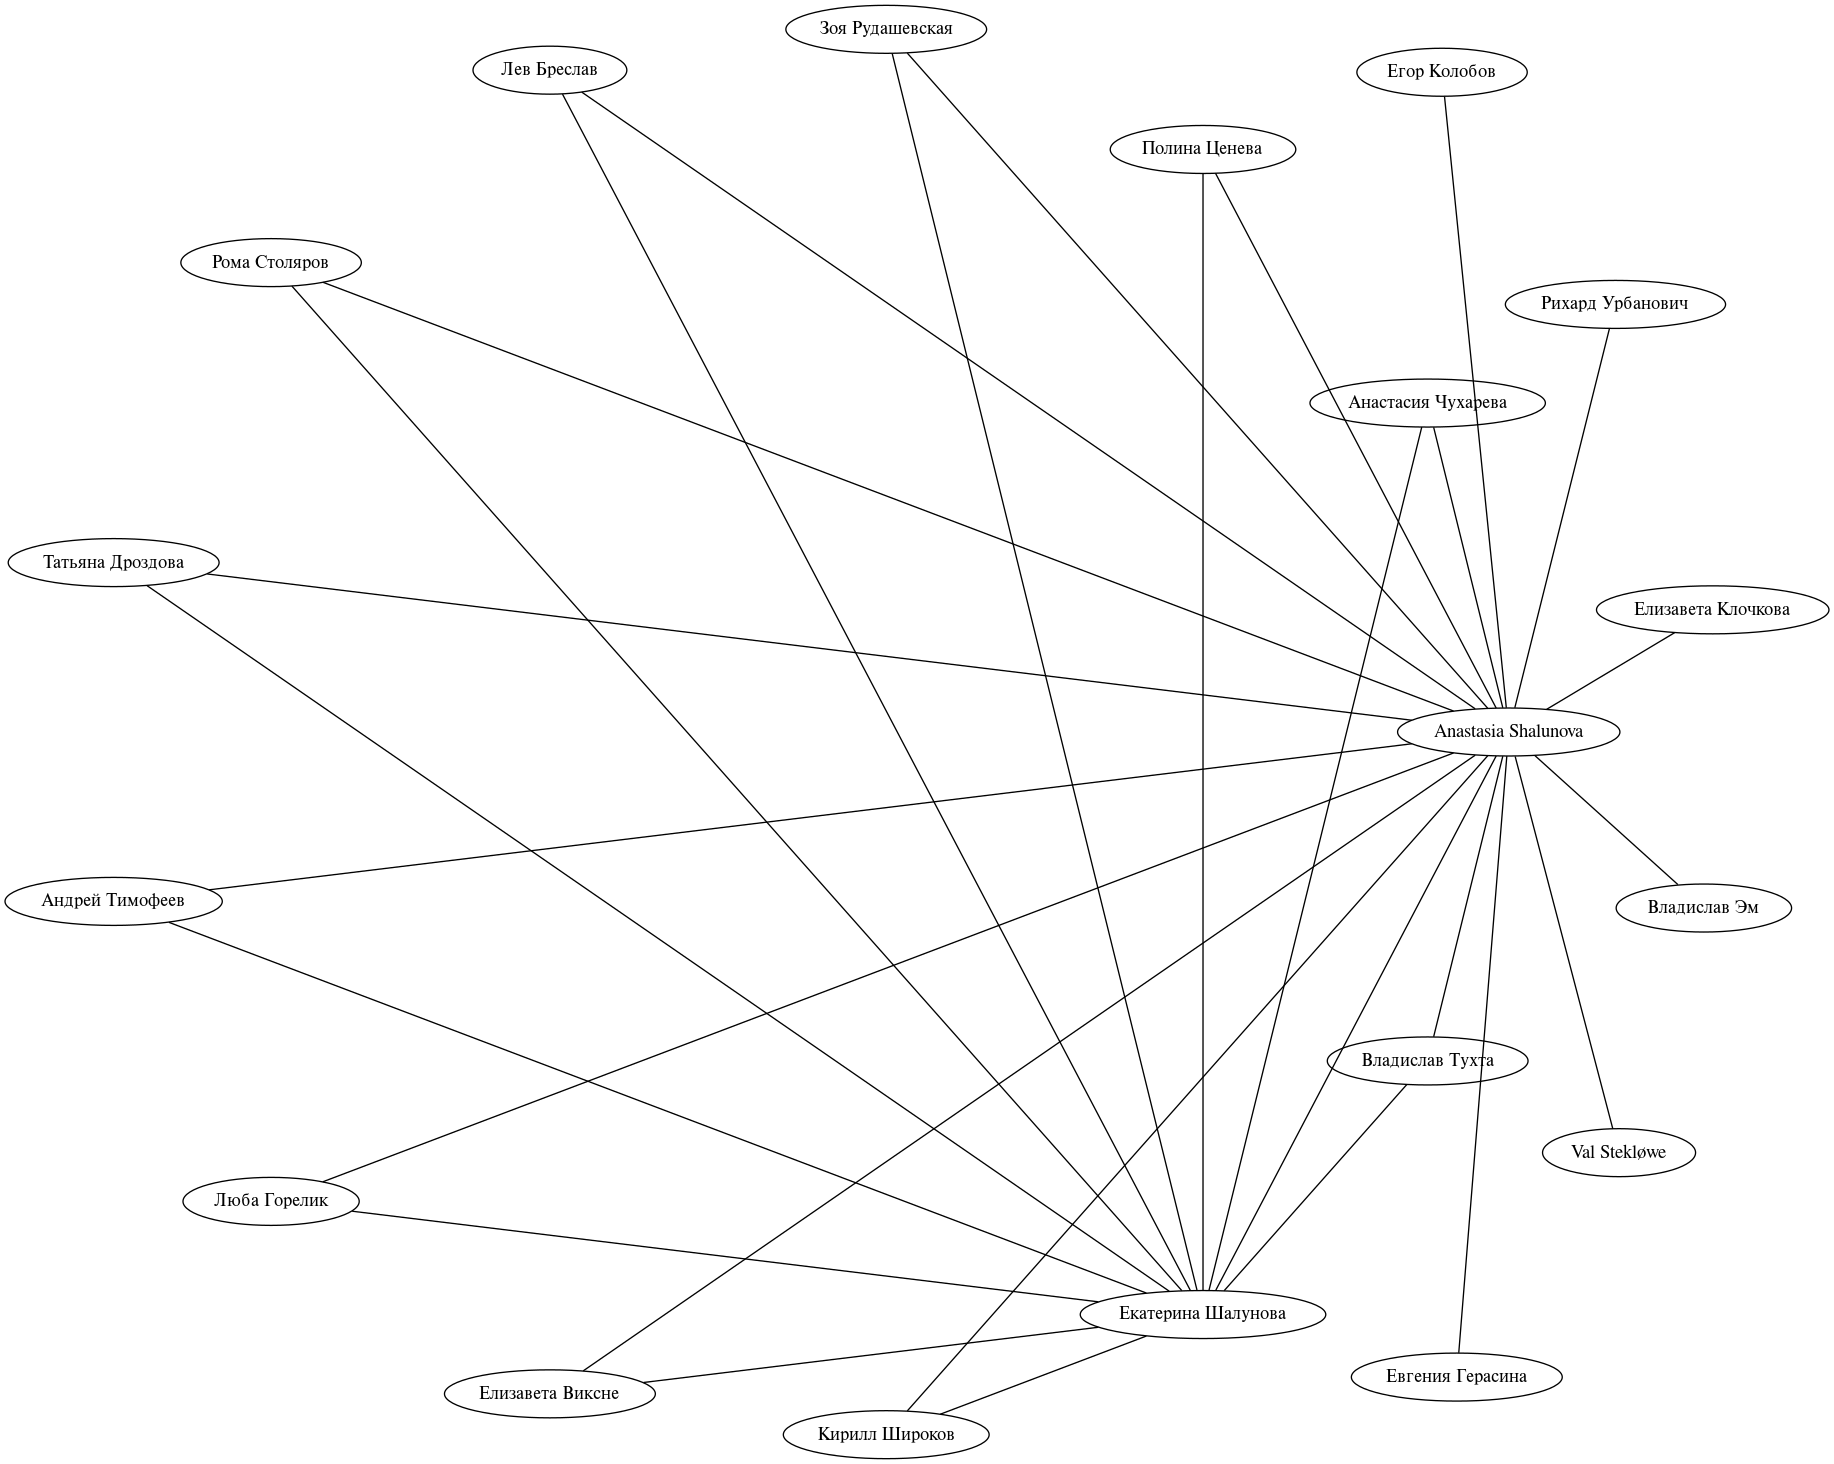 Зоя Рудашевская
Лев Бреслав
Егор Колобов
Полина Ценева
Рома Столяров
Рихард Урбанович
Анастасия Чухарева
Татьяна Дроздова
Елизавета Клочкова
Anastasia Shalunova
Андрей Тимофеев
Владислав Эм
Владислав Тухта
Val Stekløwe
Люба Горелик
Екатерина Шалунова
Евгения Герасина
Елизавета Виксне
Кирилл Широков